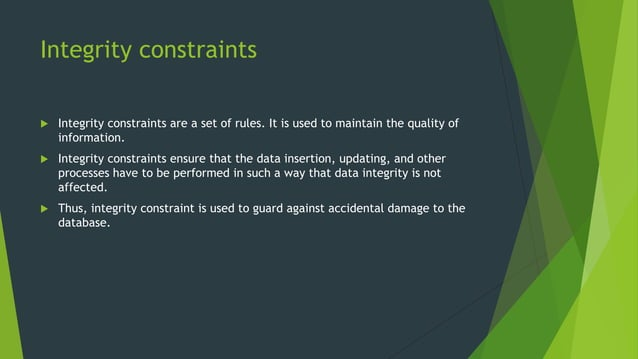 Integrity constraints
Integrity constraints are a set of rules. It is used to maintain the quality of
information.
Integrity constraints ensure that the data insertion, updating, and other
processes have to be performed in such a way that data integrity is not
affected.
Thus, integrity constraint is used to guard against accidental damage to the
database.